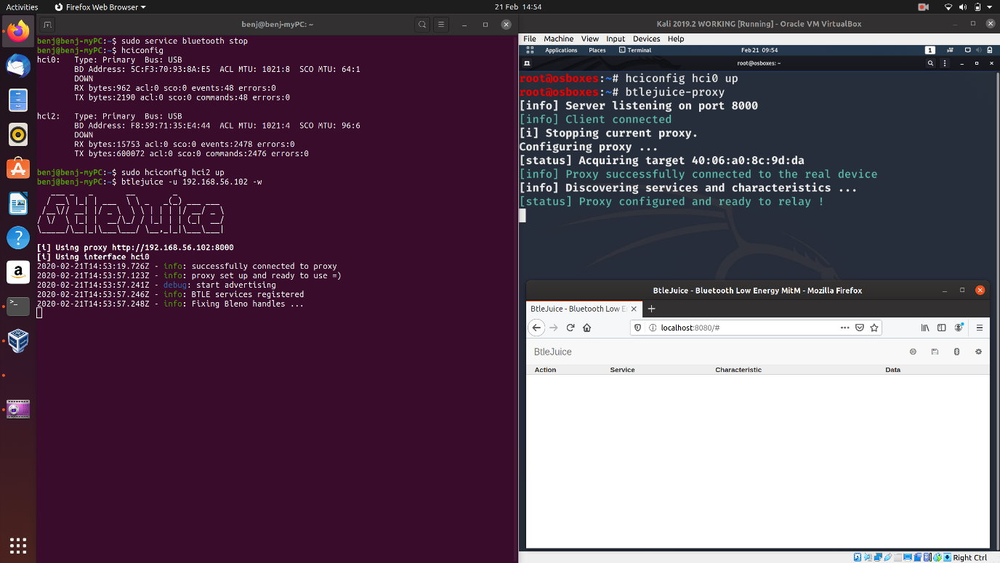 Activities
Firefox Web Browser
21 Feb 14:54
benj@benj-myPC: ~
benj@benj-myPC:~$ sudo service bluetooth stop
benj@benj-myPC:~$ hciconfig
hci0: Type: Primary Bus: USB
BD Address: 5C:F3:70:93:8A:E5 ACL MTU: 1021:8 SCO MTU: 64:1
DOWN
RX bytes:962 acl:0 sco:0 events:48 errors:0
TX bytes:2190 acl:0 sco:0 commands:48 errors:0
hci2: Type: Primary Bus: USB
BD Address: F8:59:71:35:E4:44 ACL MTU: 1021:4 SCO MTU: 96:6
DOWN
RX bytes:15753 acl:0 sco:0 events:2478 errors:0
TX bytes:600072 acl:0 sco:0 commands:2476 errors:0
benj@benj-myPC:~$ sudo hciconfig hci2 up
benj@benj-myPC:~$ btlejuice -u 192.168.56.102 -w
[i] Using proxy http://192.168.56.102:8000
[i] Using interface hci0
2020-02-21T14:53:19.726Z - info: successfully connected to proxy
2020-02-21T14:53:57.123Z - info: proxy set up and ready to use =)
2020-02-21T14:53:57.241Z - debug: start advertising
2020-02-21T14:53:57.246Z - info: BTLE services registered
2020-02-21T14:53:57.248Z - info: Fixing Bleno handles ...
Kali 2019.2 WORKING [Running] - Oracle VM VirtualBox
File Machine View Input Devices Help
Applications Places Terminal
Feb 21 09:54
1
root@osboxes: ~
root@osboxes:~# hciconfig hci0 up
root@osboxes:~# btlejuice-proxy
[info] Server listening on port 8000
[info] Client connected
[i] Stopping current proxy.
Configuring proxy ...
[status] Acquiring target 40:06:a0:8c:9d:da
[info] Proxy successfully connected to the real device
[info] Discovering services and characteristics ...
[status] Proxy configured and ready to relay !
BtleJuice - Bluetooth Low Energy MitM - Mozilla Firefox
BtleJuice - Bluetooth Low E
localhost:8080/#
BtleJuice
Action Service Characteristic Data
Right Ctrl